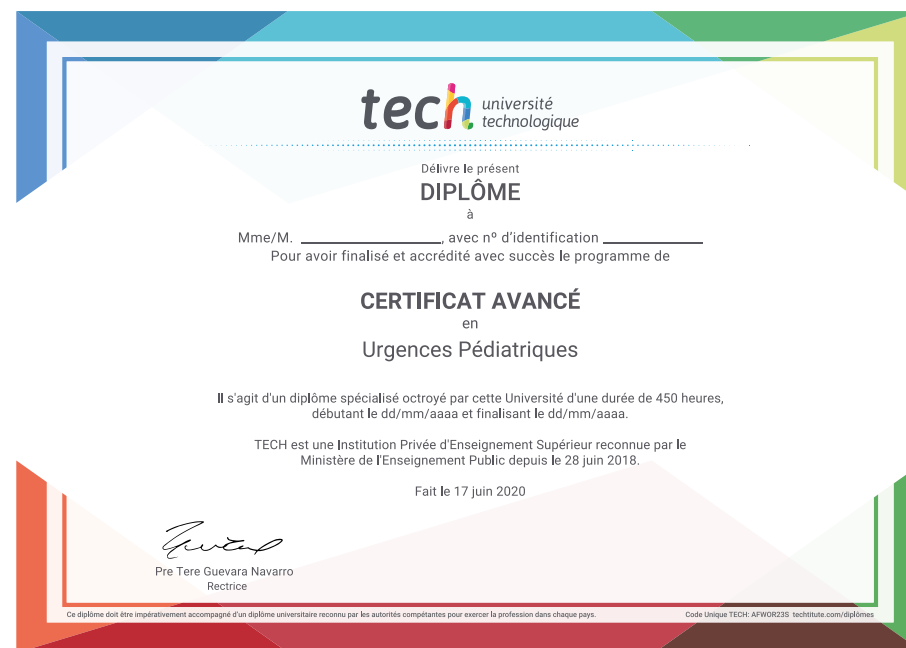 tech université
technologique
Délivre le présent
DIPLÔME
à
Mme/M. ____________________, avec nº d'identification ______________
Pour avoir finalisé et accrédité avec succès le programme de
CERTIFICAT AVANCÉ
en
Urgences Pédiatriques
Il s'agit d'un diplôme spécialisé octroyé par cette Université d'une durée de 450 heures,
débutant le dd/mm/aaaa et finalisant le dd/mm/aaaa.
TECH est une Institution Privée d'Enseignement Supérieur reconnue par le
Ministère de l'Enseignement Public depuis le 28 juin 2018.
Fait le 17 juin 2020
Pre Tere Guevara Navarro
Rectrice
Ce diplôme doit être impérativement accompagné d'un diplôme universitaire reconnu par les autorités compétantes pour exercer la profession dans chaque pays. Code Unique TECH: AFWOR23S techtitute.com/diplômes